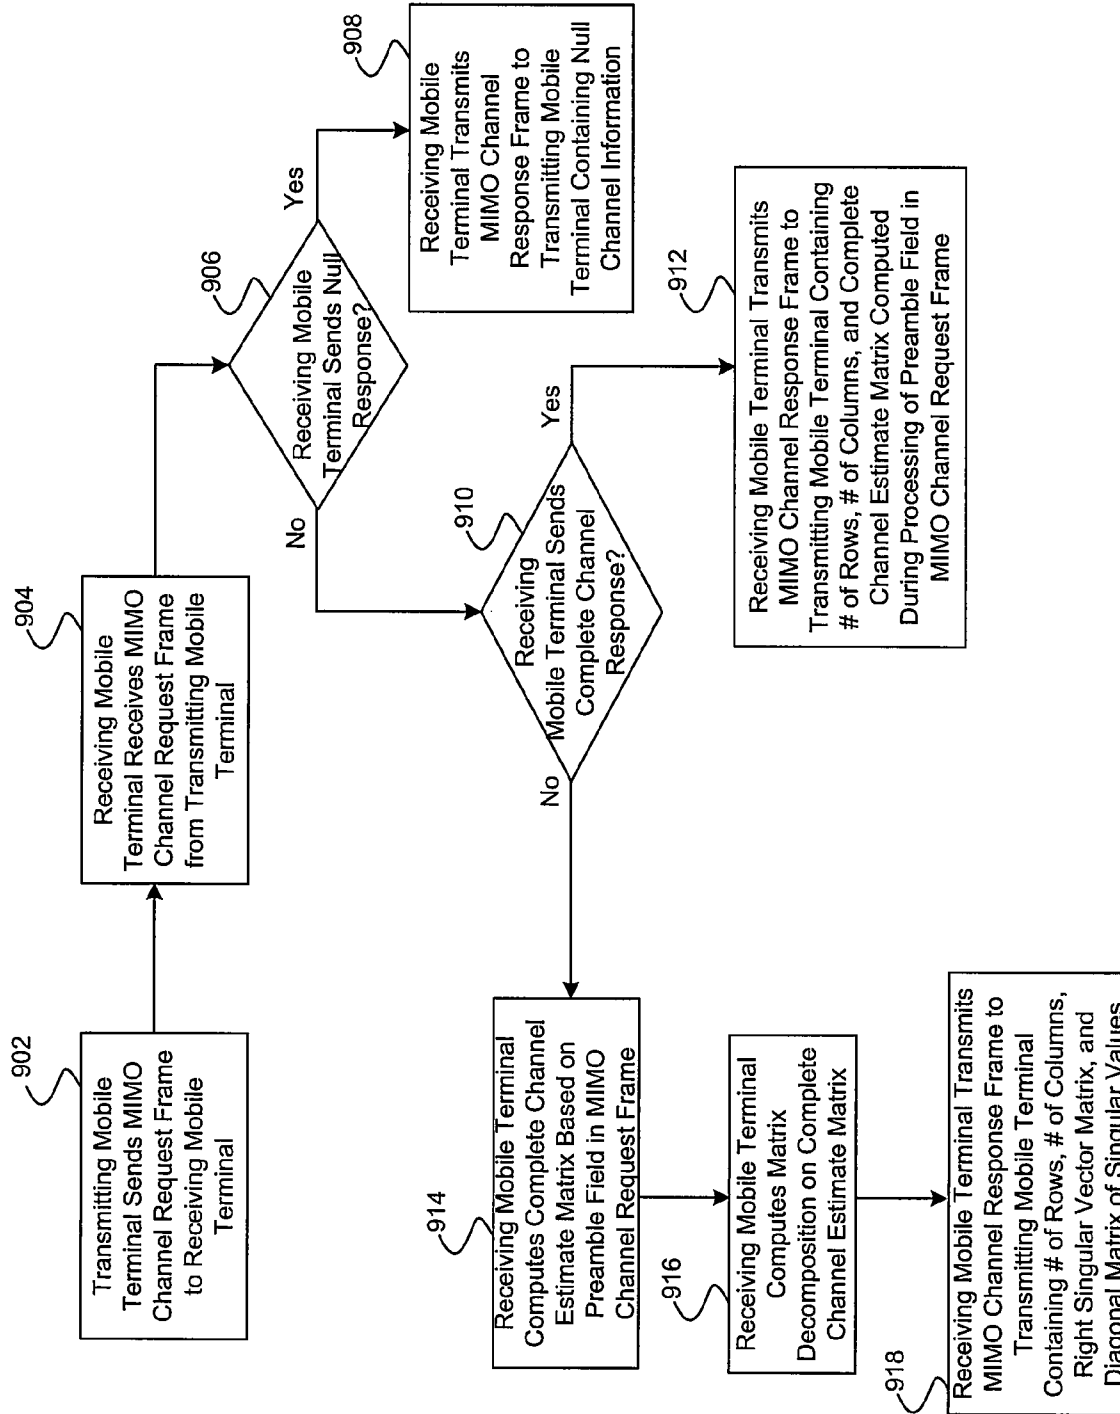 902
Transmitting Mobile
Terminal Sends MIMO
Channel Request Frame
to Receiving Mobile
Terminal
904
Receiving Mobile
Terminal Receives MIMO
Channel Request Frame
from Transmitting Mobile
Terminal
906
Receiving Mobile
Terminal Sends Null
Response?
Yes
No
908
Receiving Mobile
Terminal Transmits
MIMO Channel
Response Frame to
Transmitting Mobile
Terminal Containing Null
Channel Information
910
Receiving
Mobile Terminal Sends
Complete Channel
Response?
Yes
No
912
Receiving Mobile Terminal Transmits
MIMO Channel Response Frame to
Transmitting Mobile Terminal Containing
# of Rows, # of Columns, and Complete
Channel Estimate Matrix Computed
During Processing of Preamble Field in
MIMO Channel Request Frame
914
Receiving Mobile Terminal
Computes Complete Channel
Estimate Matrix Based on
Preamble Field in MIMO
Channel Request Frame
916
Receiving Mobile Terminal
Computes Matrix
Decomposition on Complete
Channel Estimate Matrix
918
Receiving Mobile Terminal Transmits
MIMO Channel Response Frame to
Transmitting Mobile Terminal
Containing # of Rows, # of Columns,
Right Singular Vector Matrix, and
Diagonal Matrix of Singular Values